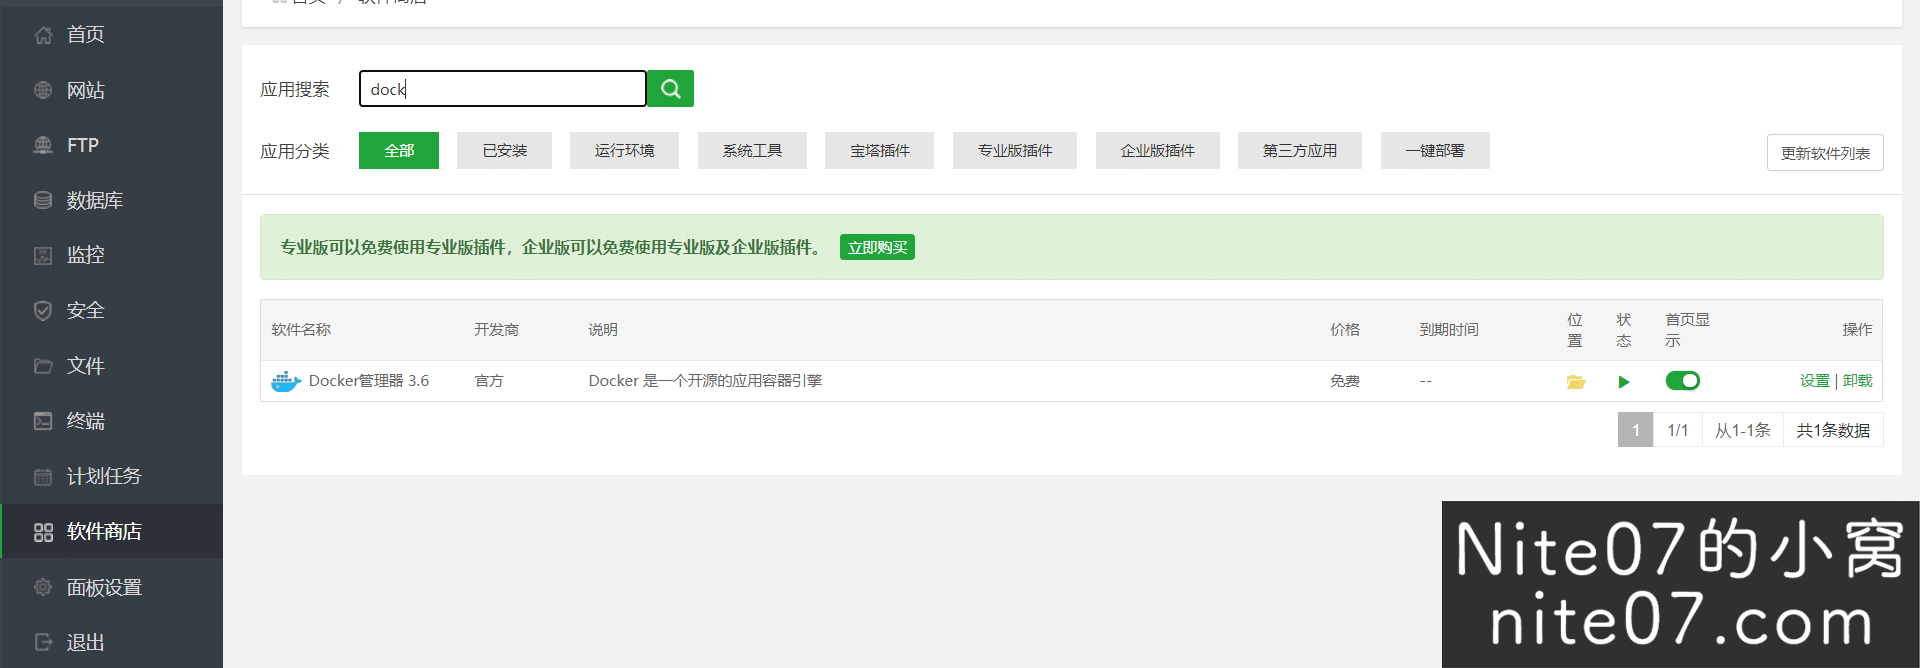 首页 / 软件商店
首页
网站
FTP
数据库
监控
安全
文件
终端
计划任务
软件商店
面板设置
退出
应用搜索 dock
应用分类 全部 已安装 运行环境 系统工具 宝塔插件 专业版插件 企业版插件 第三方应用 一键部署 更新软件列表
专业版可以免费使用专业版插件，企业版可以免费使用专业版及企业版插件。 立即购买
软件名称 开发商 说明 价格 到期时间 位置 状态 首页显示 操作
Docker管理器 3.6 官方 Docker 是一个开源的应用容器引擎 免费 -- 设置 | 卸载
1 1/1 从1-1条 共1条数据
Nite07的小窝
nite07.com